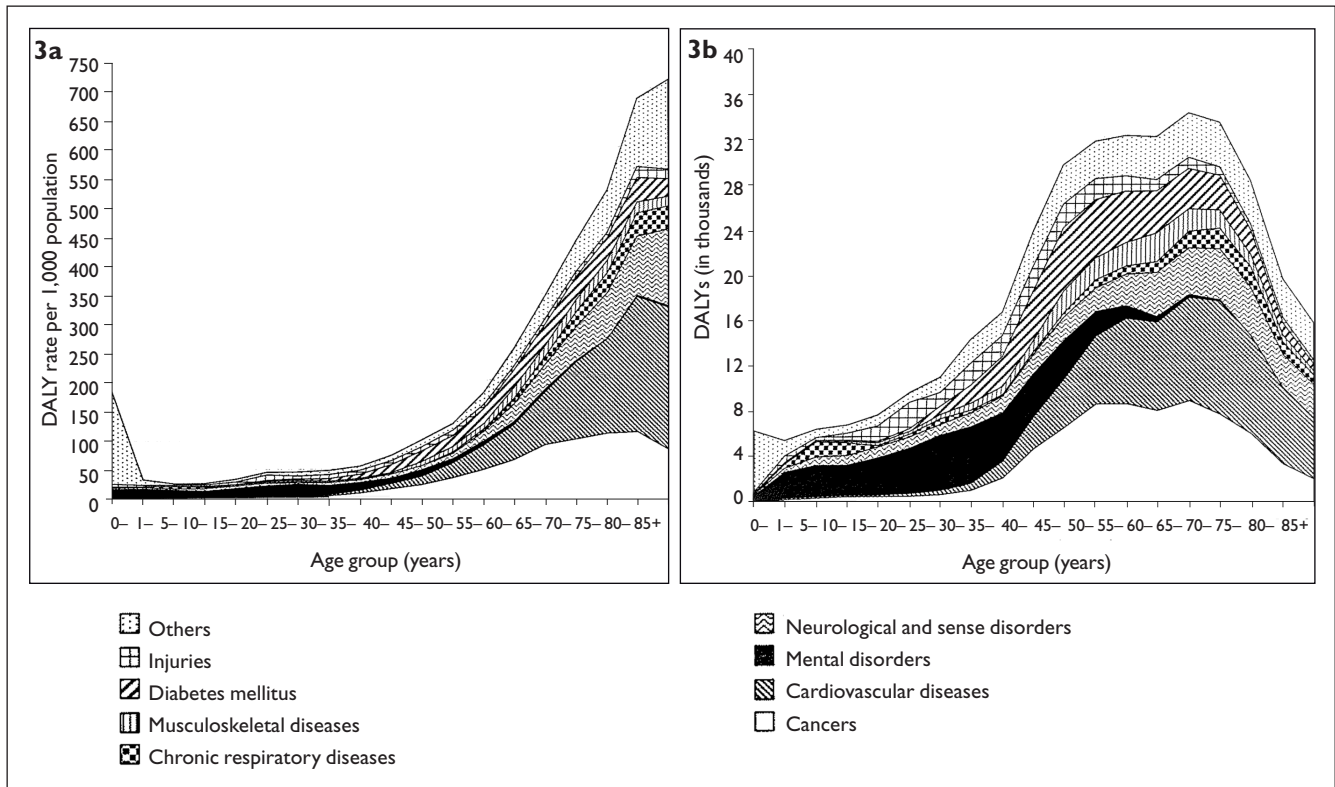 3a
DALY rate per 1,000 population
750
700
650
600
550
500
450
400
350
300
250
200
150
100
50
0
0– 1– 5– 10– 15– 20– 25– 30– 35– 40– 45– 50– 55– 60– 65– 70– 75– 80– 85+
Age group (years)
3b
DALYs (in thousands)
40
36
32
28
24
20
16
12
8
4
0
0– 1– 5– 10– 15– 20– 25– 30– 35– 40– 45– 50– 55– 60– 65– 70– 75– 80– 85+
Age group (years)
Others
Injuries
Diabetes mellitus
Musculoskeletal diseases
Chronic respiratory diseases
Neurological and sense disorders
Mental disorders
Cardiovascular diseases
Cancers